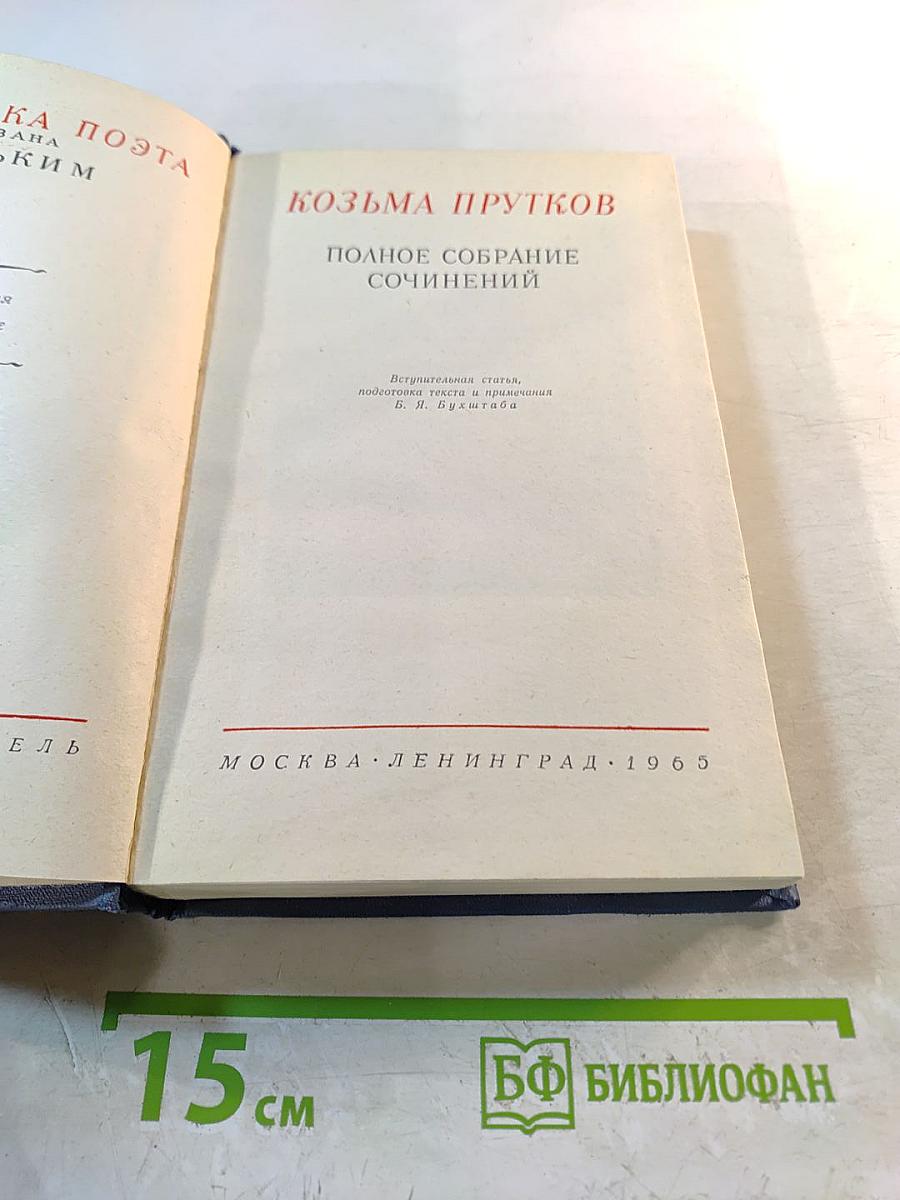 КА ПОЭТА
ВАНА
ЬКИМ
я
е
ЕЛЬ
КОЗЬМА ПРУТКОВ
ПОЛНОЕ СОБРАНИЕ
СОЧИНЕНИЙ
Вступительная статья,
подготовка текста и примечания
Б. Я. Бухштаба
МОСКВА · ЛЕНИНГРАД · 1965
15 см
БФ БИБЛИОФАН